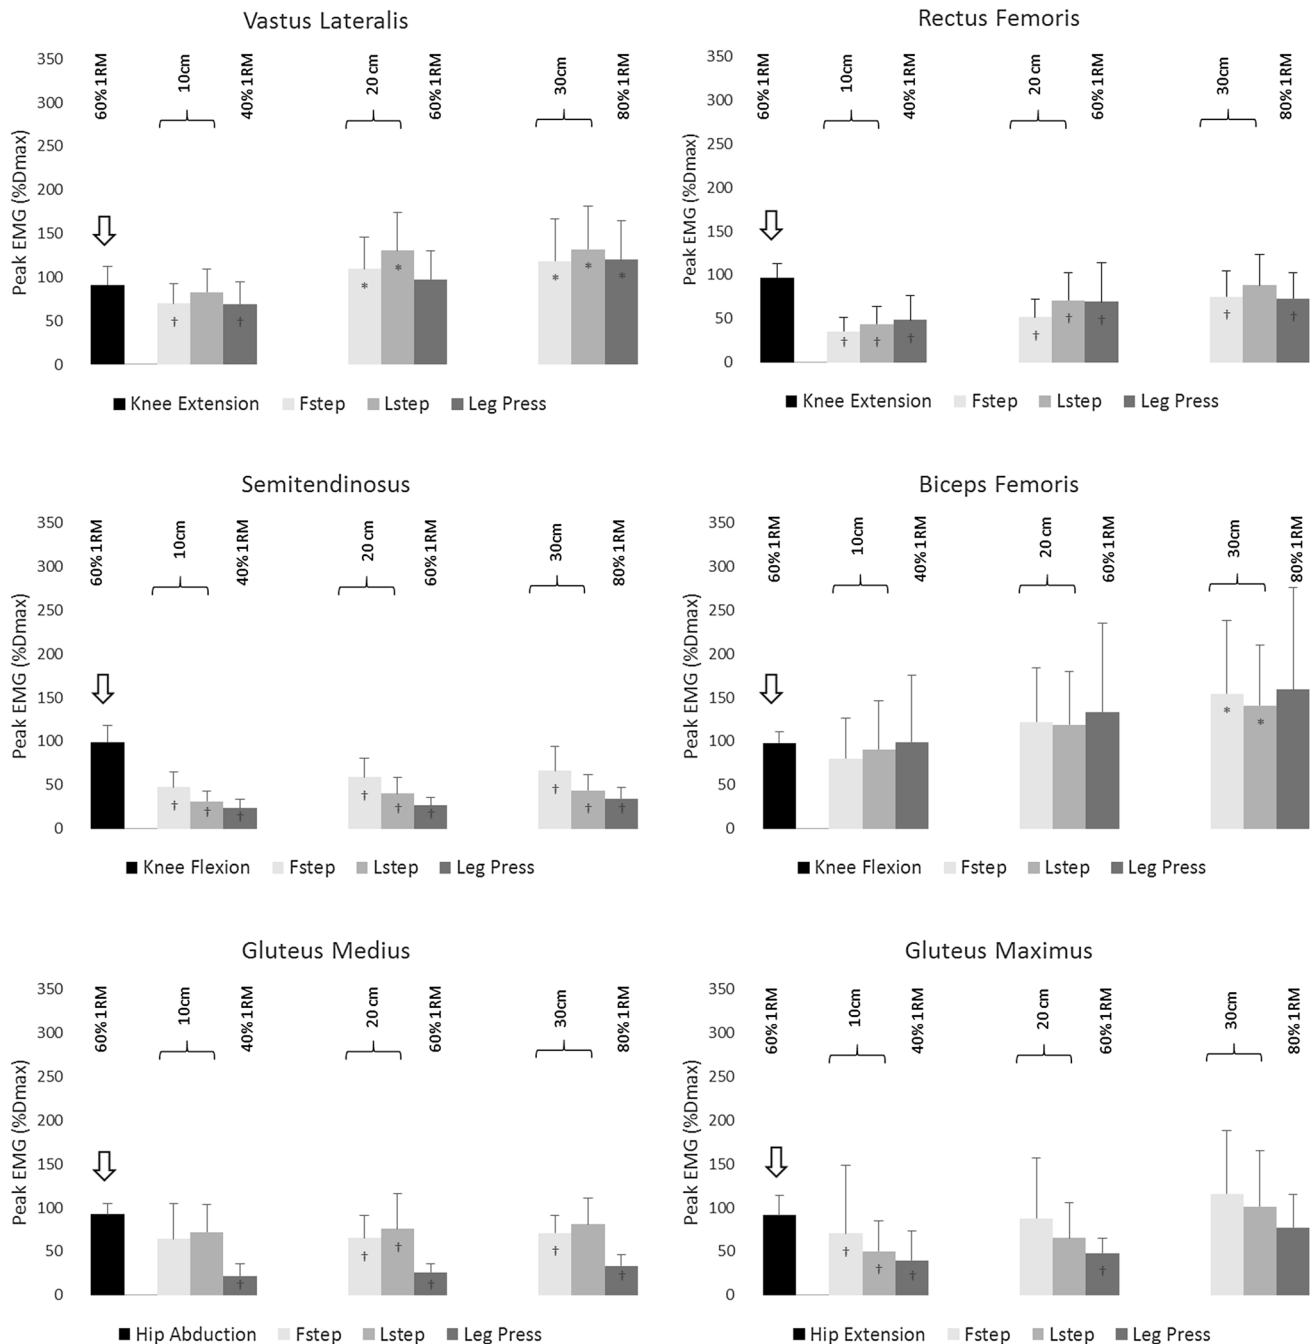 Vastus Lateralis
60%1RM 10cm 40%1RM 20 cm 60%1RM 30cm 80%1RM
Peak EMG (%Dmax)
350
300
250
200
150
100
50
0
† † * * * * *
Knee Extension Fstep Lstep Leg Press
Rectus Femoris
60%1RM 10cm 40%1RM 20 cm 60%1RM 30cm 80%1RM
Peak EMG (%Dmax)
350
300
250
200
150
100
50
0
† † † † † † † †
Knee Extension Fstep Lstep Leg Press
Semitendinosus
60%1RM 10cm 40%1RM 20 cm 60%1RM 30cm 80%1RM
Peak EMG (%Dmax)
350
300
250
200
150
100
50
0
† † † † † † † † †
Knee Flexion Fstep Lstep Leg Press
Biceps Femoris
60%1RM 10cm 40%1RM 20 cm 60%1RM 30cm 80%1RM
Peak EMG (%Dmax)
350
300
250
200
150
100
50
0
* *
Knee Flexion Fstep Lstep Leg Press
Gluteus Medius
60%1RM 10cm 40%1RM 20 cm 60%1RM 30cm 80%1RM
Peak EMG (%Dmax)
350
300
250
200
150
100
50
0
† † † † † †
Hip Abduction Fstep Lstep Leg Press
Gluteus Maximus
60%1RM 10cm 40%1RM 20 cm 60%1RM 30cm 80%1RM
Peak EMG (%Dmax)
350
300
250
200
150
100
50
0
† † † †
Hip Extension Fstep Lstep Leg Press